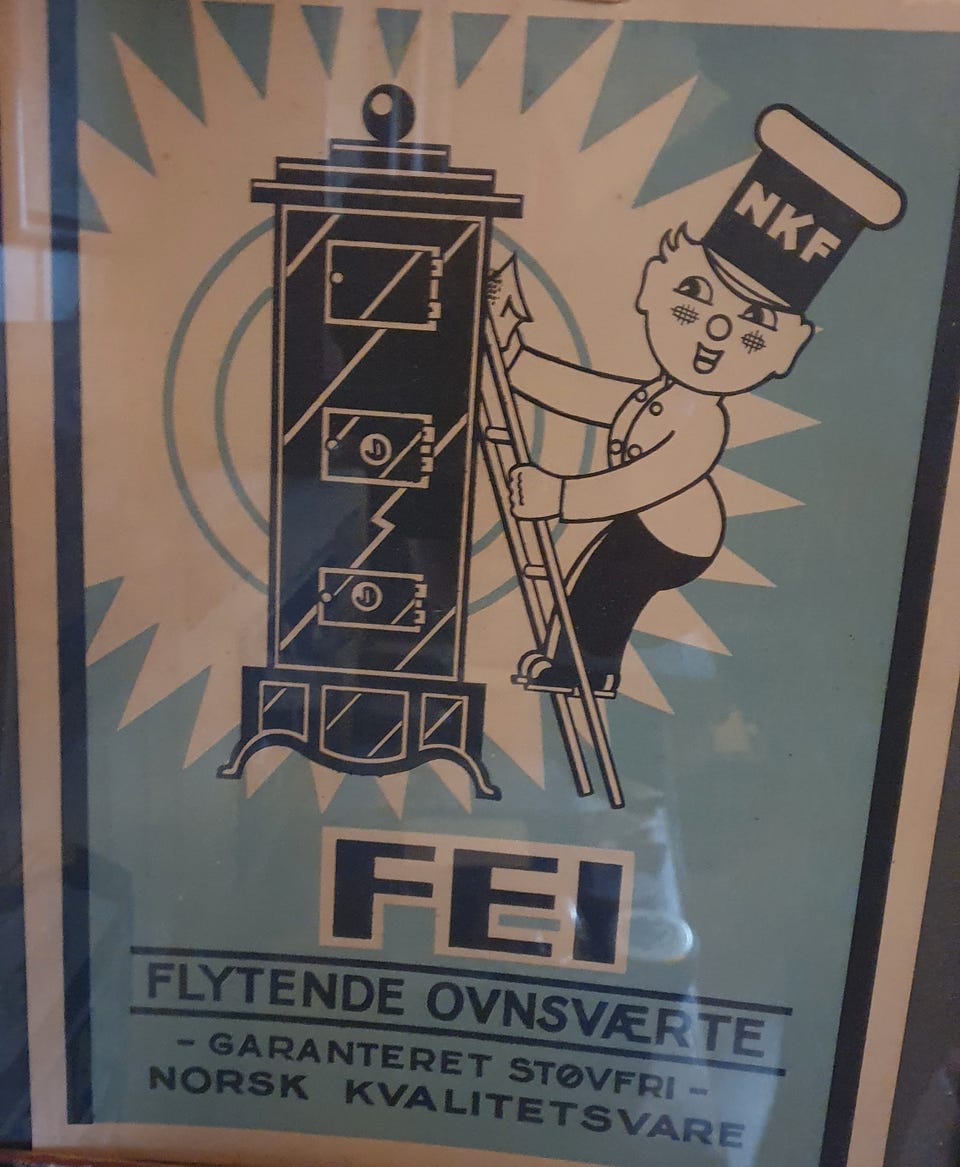 NKF
FEI
FLYTENDE OVNSVÆRTE
- GARANTERET STØVFRI -
NORSK KVALITETSVARE